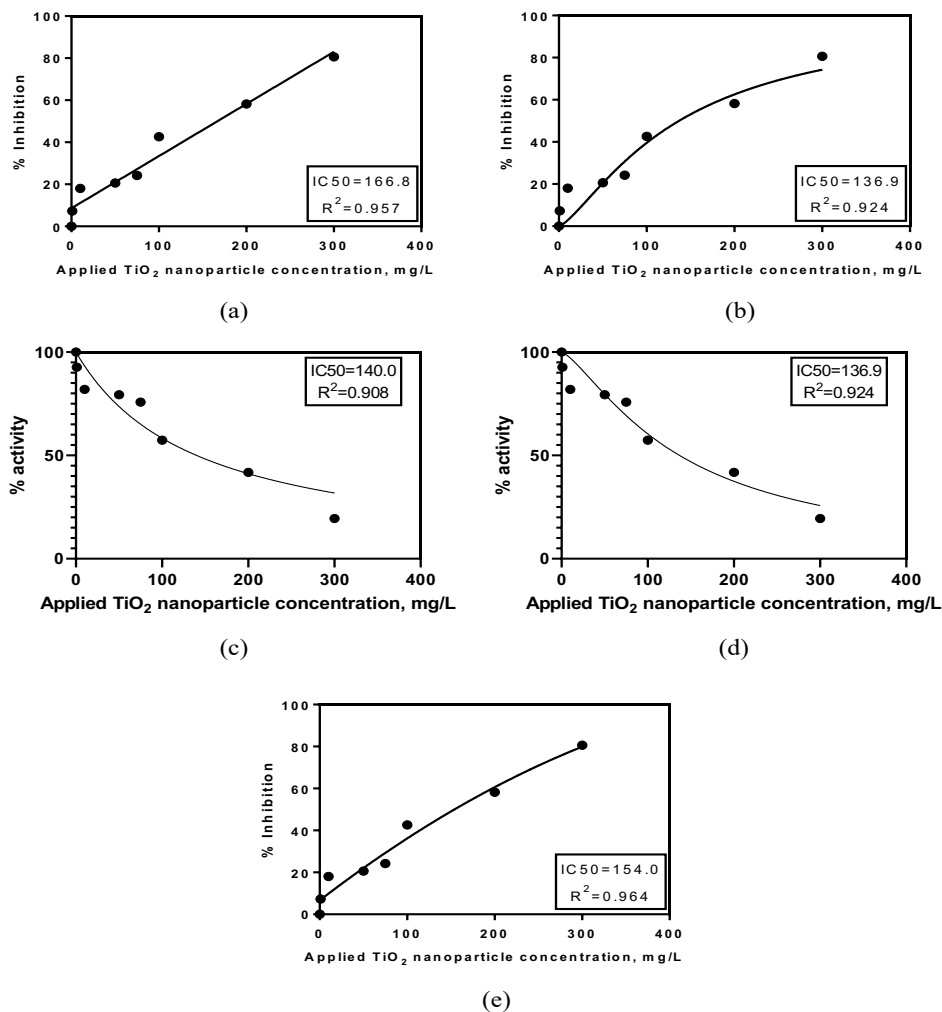 100
80
60
40
20
0
% Inhibition
IC50=166.8
R²=0.957
0 100 200 300 400
Applied TiO₂ nanoparticle concentration, mg/L
(a)
100
80
60
40
20
0
% Inhibition
IC50=136.9
R²=0.924
0 100 200 300 400
Applied TiO₂ nanoparticle concentration, mg/L
(b)
100
50
0
% activity
IC50=140.0
R²=0.908
0 100 200 300 400
Applied TiO₂ nanoparticle concentration, mg/L
(c)
100
50
0
% activity
IC50=136.9
R²=0.924
0 100 200 300 400
Applied TiO₂ nanoparticle concentration, mg/L
(d)
100
80
60
40
20
0
% Inhibition
IC50=154.0
R²=0.964
0 100 200 300 400
Applied TiO₂ nanoparticle concentration, mg/L
(e)